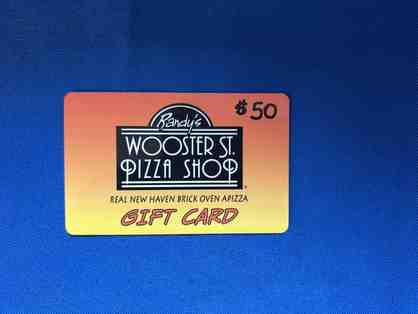 $50
Randy's
WOOSTER ST.
PIZZA SHOP
REAL NEW HAVEN BRICK OVEN APIZZA
GIFT CARD